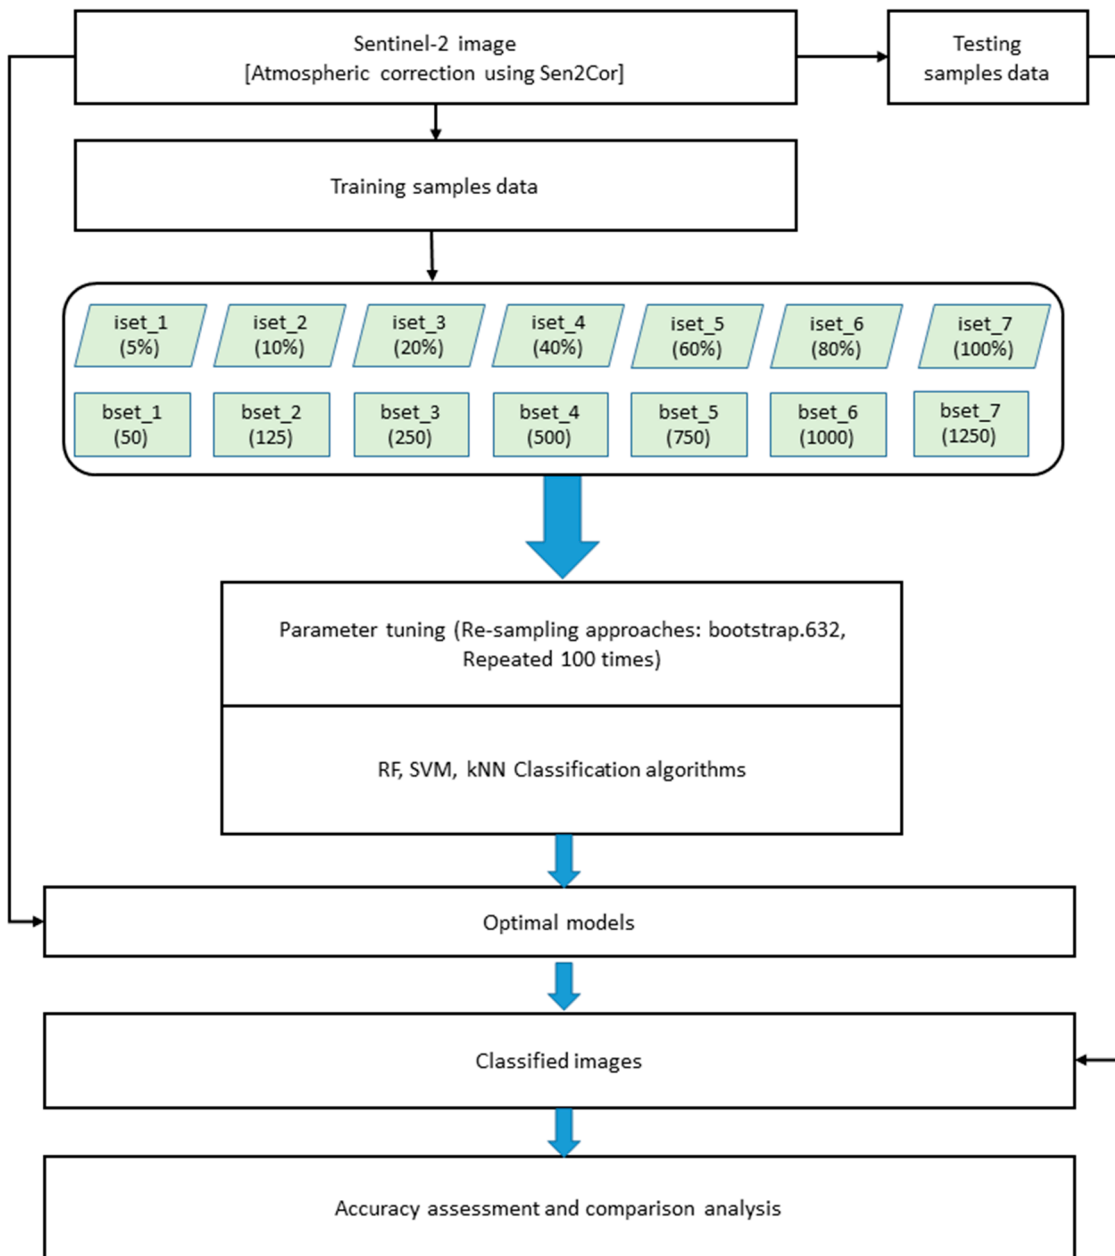 Sentinel-2 image
[Atmospheric correction using Sen2Cor]
Testing
samples data
Training samples data
iset_1
(5%)
iset_2
(10%)
iset_3
(20%)
iset_4
(40%)
iset_5
(60%)
iset_6
(80%)
iset_7
(100%)
bset_1
(50)
bset_2
(125)
bset_3
(250)
bset_4
(500)
bset_5
(750)
bset_6
(1000)
bset_7
(1250)
Parameter tuning (Re-sampling approaches: bootstrap.632,
Repeated 100 times)
RF, SVM, kNN Classification algorithms
Optimal models
Classified images
Accuracy assessment and comparison analysis